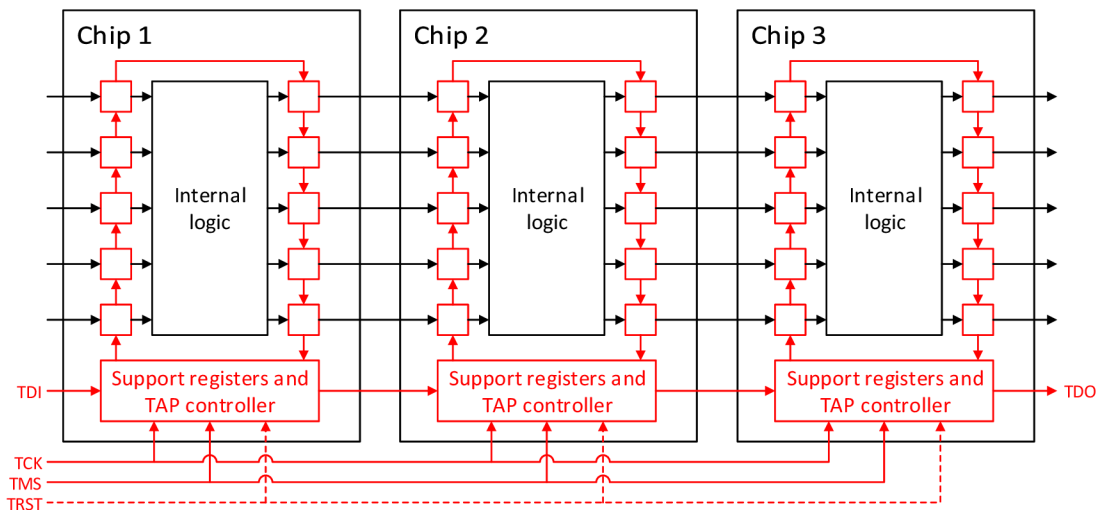 Chip 1
Chip 2
Chip 3
Internal
logic
Internal
logic
Internal
logic
TDI
Support registers and
TAP controller
Support registers and
TAP controller
Support registers and
TAP controller
TDO
TCK
TMS
TRST